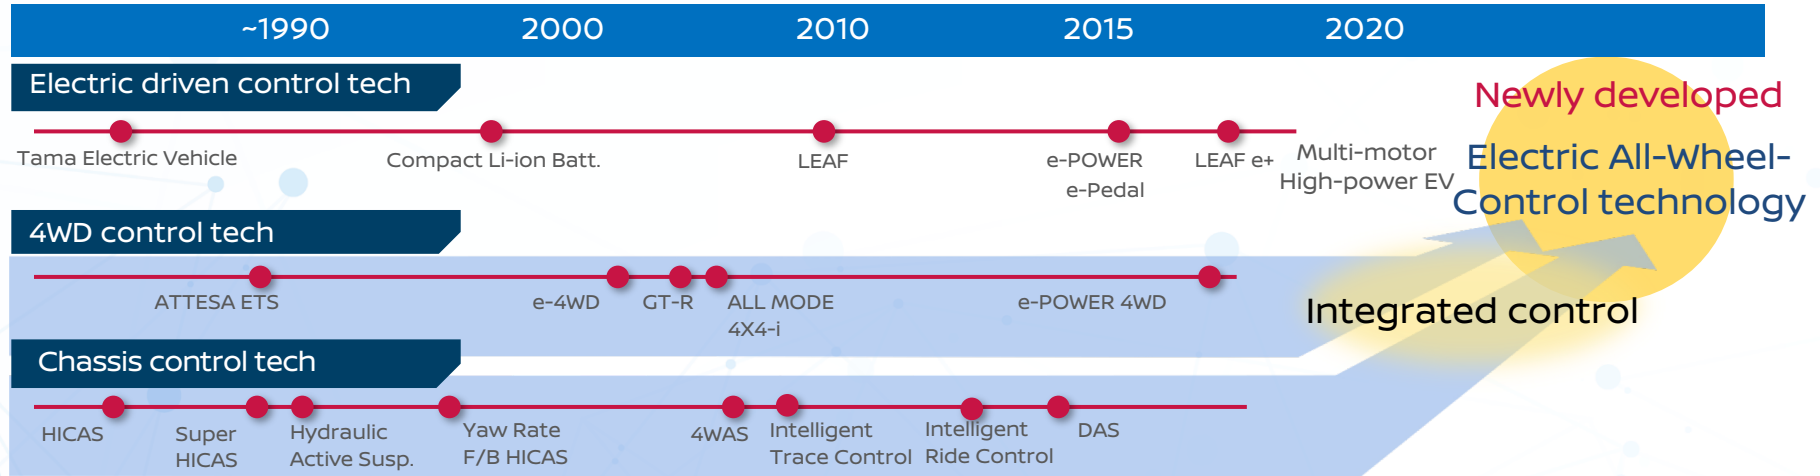 ~1990
2000
2010
2015
2020
Electric driven control tech
Newly developed
Electric All-Wheel-
Control technology
Tama Electric Vehicle
Compact Li-ion Batt.
LEAF
e-POWER
e-Pedal
LEAF e+
Multi-motor
High-power EV
4WD control tech
ATTESA ETS
e-4WD
GT-R
ALL MODE
4X4-i
e-POWER 4WD
Integrated control
Chassis control tech
HICAS
Super
HICAS
Hydraulic
Active Susp.
Yaw Rate
F/B HICAS
4WAS
Intelligent
Trace Control
Intelligent
Ride Control
DAS